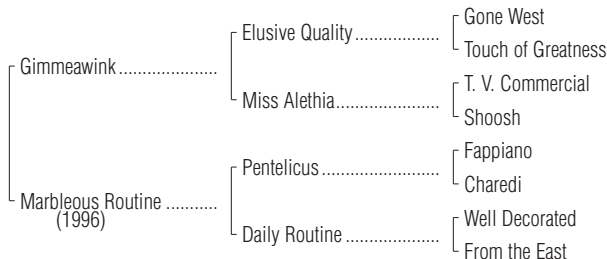 Gone West
Elusive Quality ..................
Touch of Greatness
Gimmeawink .....................
T. V. Commercial
Miss Alethia ......................
Shoosh
Fappiano
Pentelicus .........................
Charedi
Marbleous Routine ...........
(1996)
Well Decorated
Daily Routine ....................
From the East